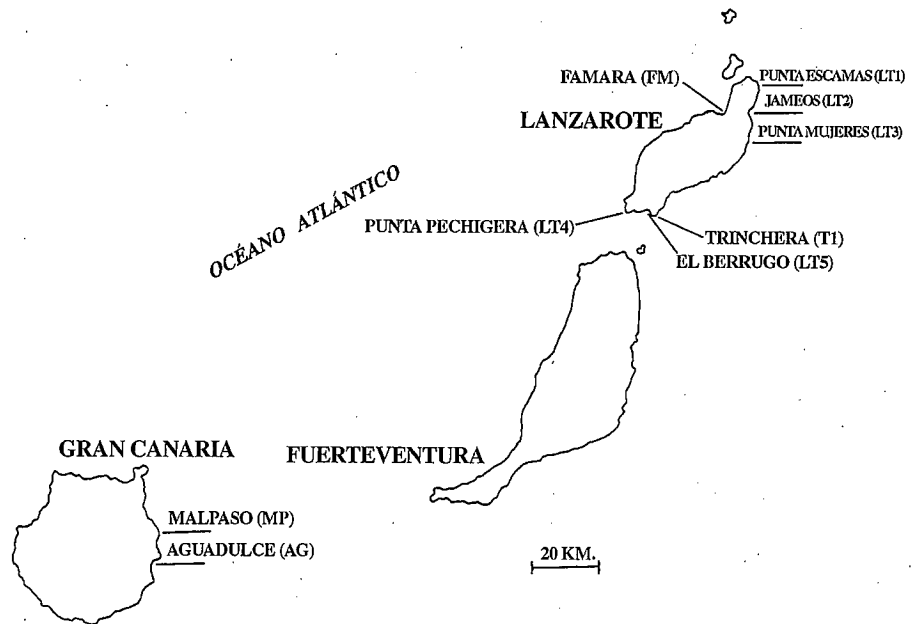 FAMARA (FM)
PUNTA ESCAMAS (LT1)
JAMEOS (LT2)
LANZAROTE
PUNTA MUJERES (LT3)
OCÉANO ATLÁNTICO
PUNTA PECHIGERA (LT4)
TRINCHERA (T1)
EL BERRUGO (LT5)
GRAN CANARIA
FUERTEVENTURA
MALPASO (MP)
AGUADULCE (AG)
20 KM.